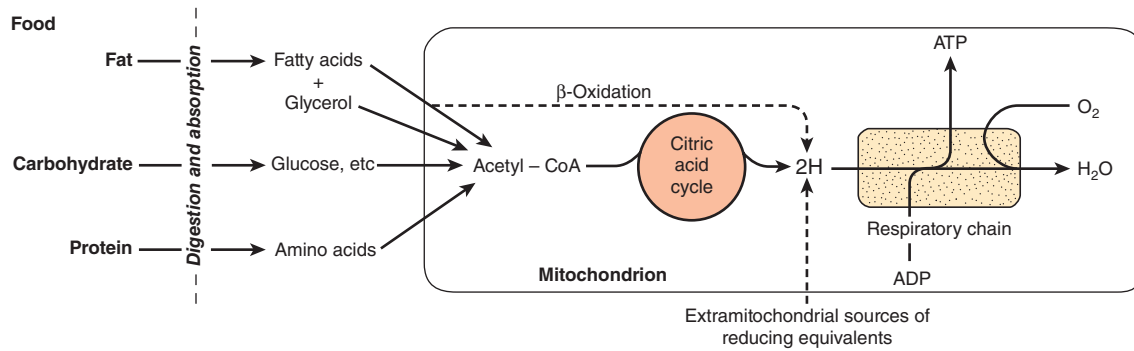 Food
Fat
Digestion and absorption
Fatty acids
+
Glycerol
Carbohydrate
Glucose, etc
Protein
Amino acids
Acetyl – CoA
β-Oxidation
Citric
acid
cycle
2H
ATP
O₂
H₂O
Respiratory chain
ADP
Mitochondrion
Extramitochondrial sources of
reducing equivalents